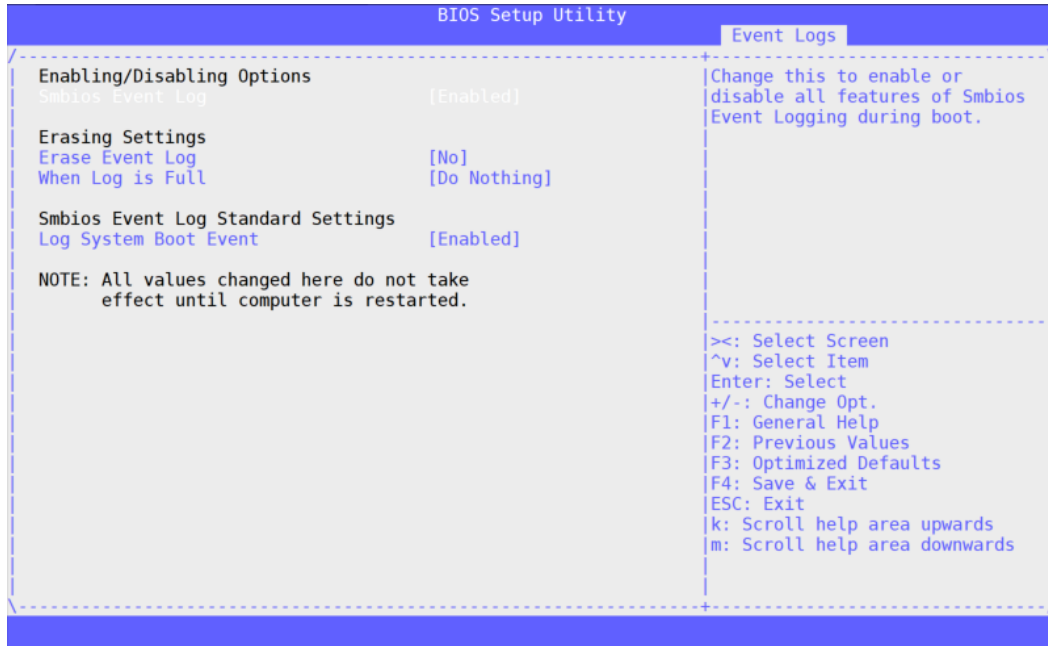 BIOS Setup Utility
Event Logs
Enabling/Disabling Options
Smbios Event Log [Enabled]
Erasing Settings
Erase Event Log [No]
When Log is Full [Do Nothing]
Smbios Event Log Standard Settings
Log System Boot Event [Enabled]
NOTE: All values changed here do not take
effect until computer is restarted.
Change this to enable or
disable all features of Smbios
Event Logging during boot.
><: Select Screen
^v: Select Item
Enter: Select
+/-: Change Opt.
F1: General Help
F2: Previous Values
F3: Optimized Defaults
F4: Save & Exit
ESC: Exit
k: Scroll help area upwards
m: Scroll help area downwards